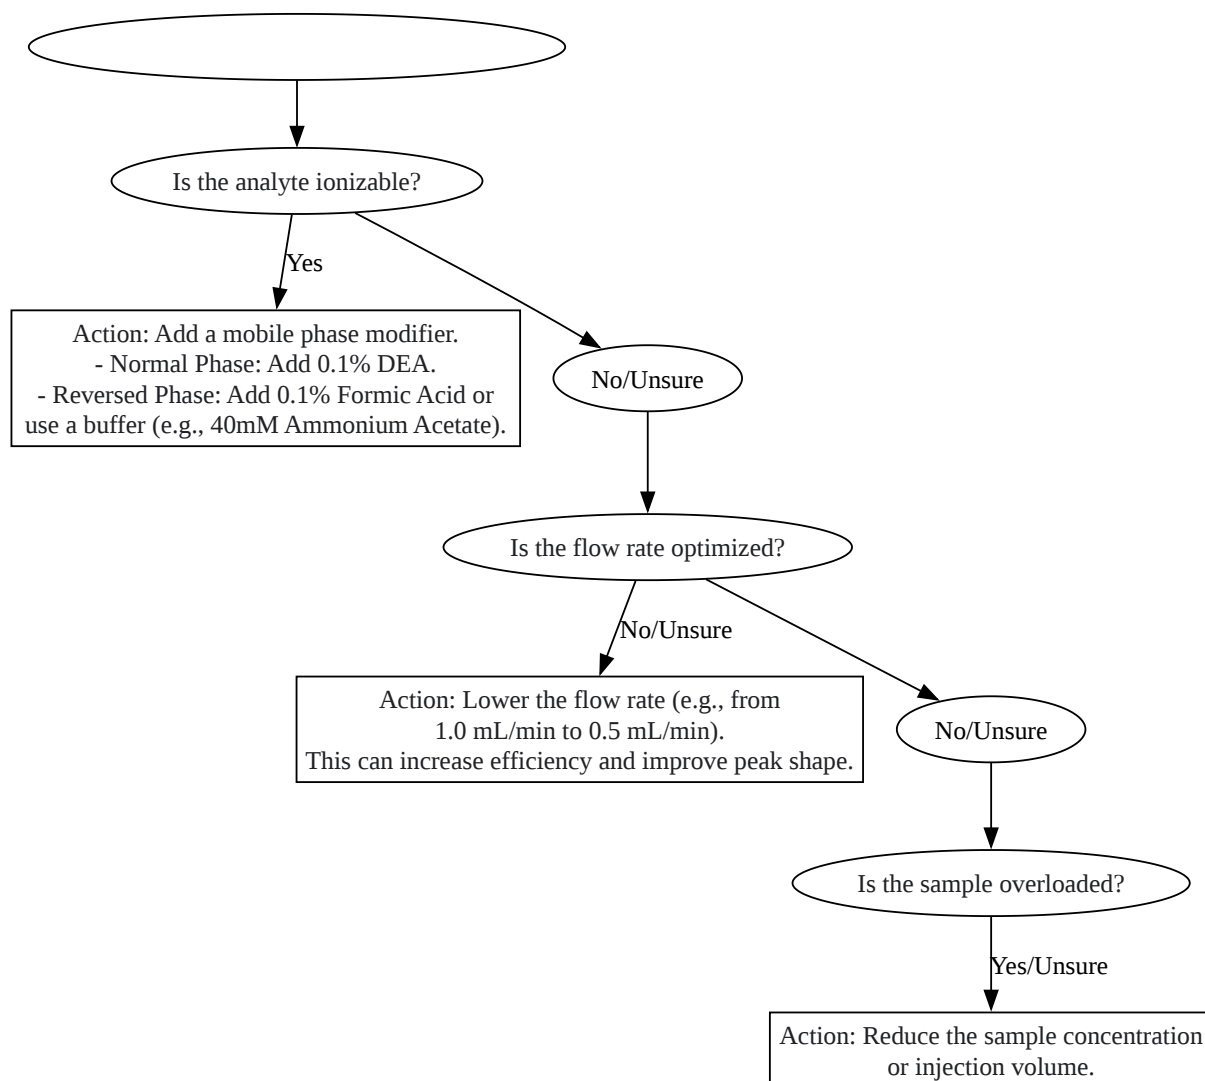 Is the analyte ionizable?
Yes
Action: Add a mobile phase modifier.
- Normal Phase: Add 0.1% DEA.
- Reversed Phase: Add 0.1% Formic Acid or
use a buffer (e.g., 40mM Ammonium Acetate).
No/Unsure
Is the flow rate optimized?
No/Unsure
Action: Lower the flow rate (e.g., from
1.0 mL/min to 0.5 mL/min).
This can increase efficiency and improve peak shape.
No/Unsure
Is the sample overloaded?
Yes/Unsure
Action: Reduce the sample concentration
or injection volume.